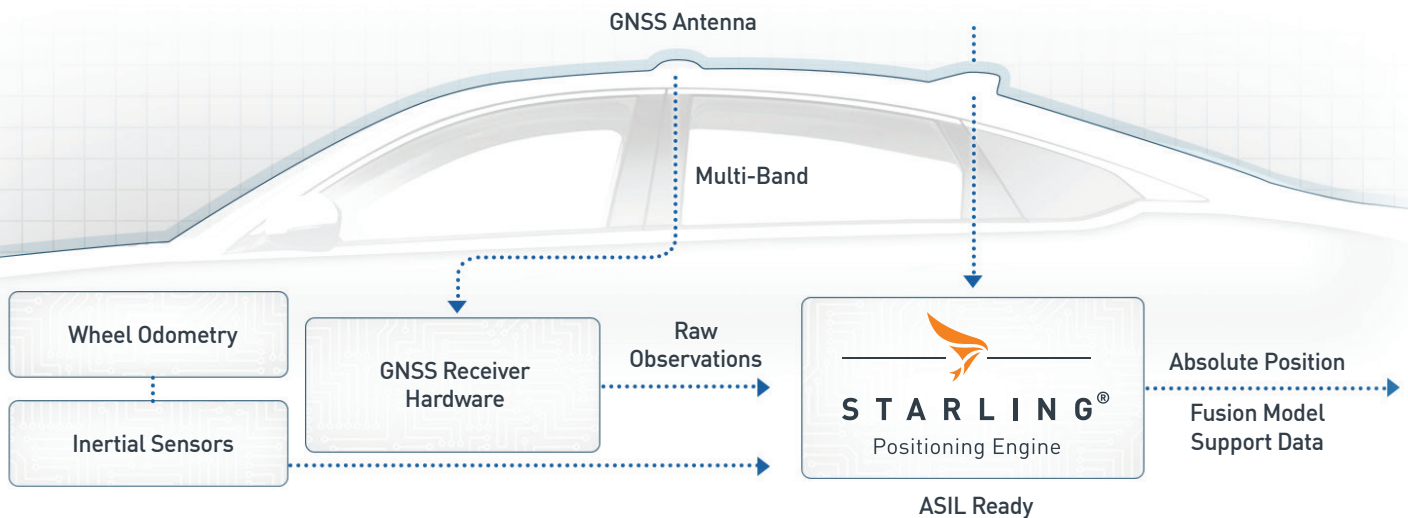 GNSS Antenna
Multi-Band
Wheel Odometry
Inertial Sensors
GNSS Receiver
Hardware
Raw
Observations
STARLING®
Positioning Engine
ASIL Ready
Absolute Position
Fusion Model
Support Data